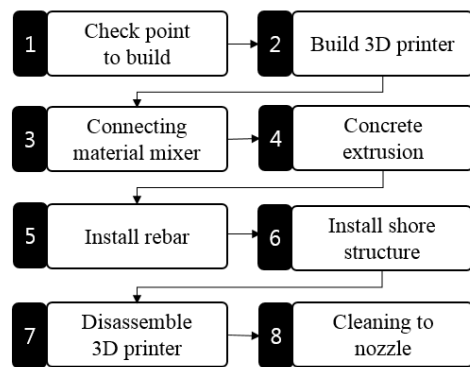 1
Check point
to build
2
Build 3D printer
3
Connecting
material mixer
4
Concrete
extrusion
5
Install rebar
6
Install shore
structure
7
Disassemble
3D printer
8
Cleaning to
nozzle